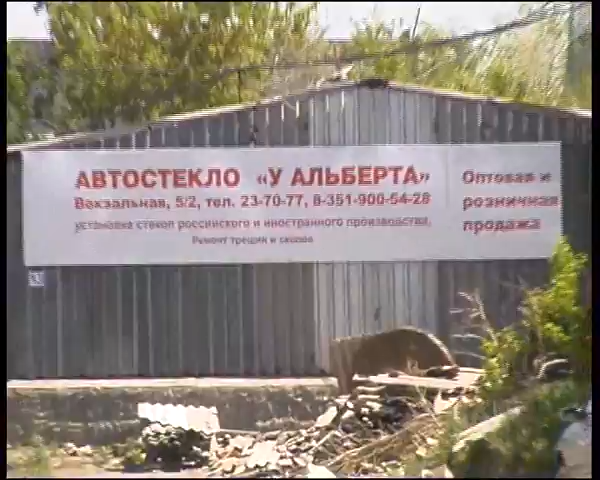 АВТОСТЕКЛО «У АЛЬБЕРТА»
Вокзальная, 5/2, тел. 23-70-77, 8-351-900-54-28
установка стекол российского и иностранного производства,
Ремонт трещин и сколов
Оптовая и
розничная
продажа